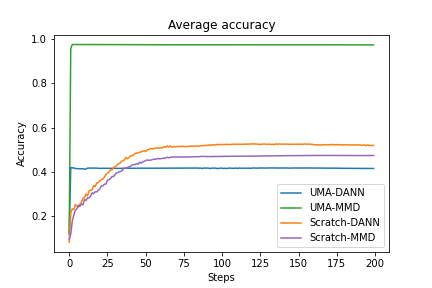 Average accuracy
1.0
0.8
0.6
0.4
0.2
Accuracy
0 25 50 75 100 125 150 175 200
Steps
UMA-DANN
UMA-MMD
Scratch-DANN
Scratch-MMD